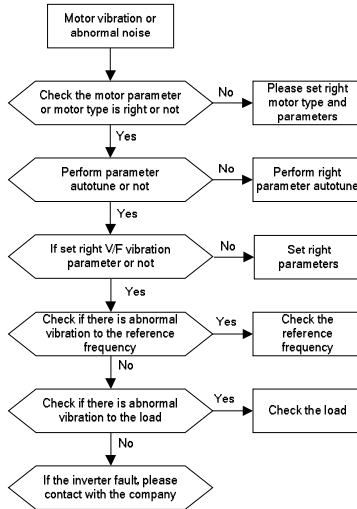 Motor vibration or
abnormal noise
Check the motor parameter
or motor type is right or not
No
Please set right
motor type and
parameters
Yes
Perform parameter
autotune or not
No
Perform right
parameter autotune
Yes
If set right V/F vibration
parameter or not
No
Set right
parameters
Yes
Check if there is abnormal
vibration to the reference
frequency
Yes
Check the
reference
frequency
No
Check if there is abnormal
vibration to the load
Yes
Check the load
No
If the inverter fault, please
contact with the company